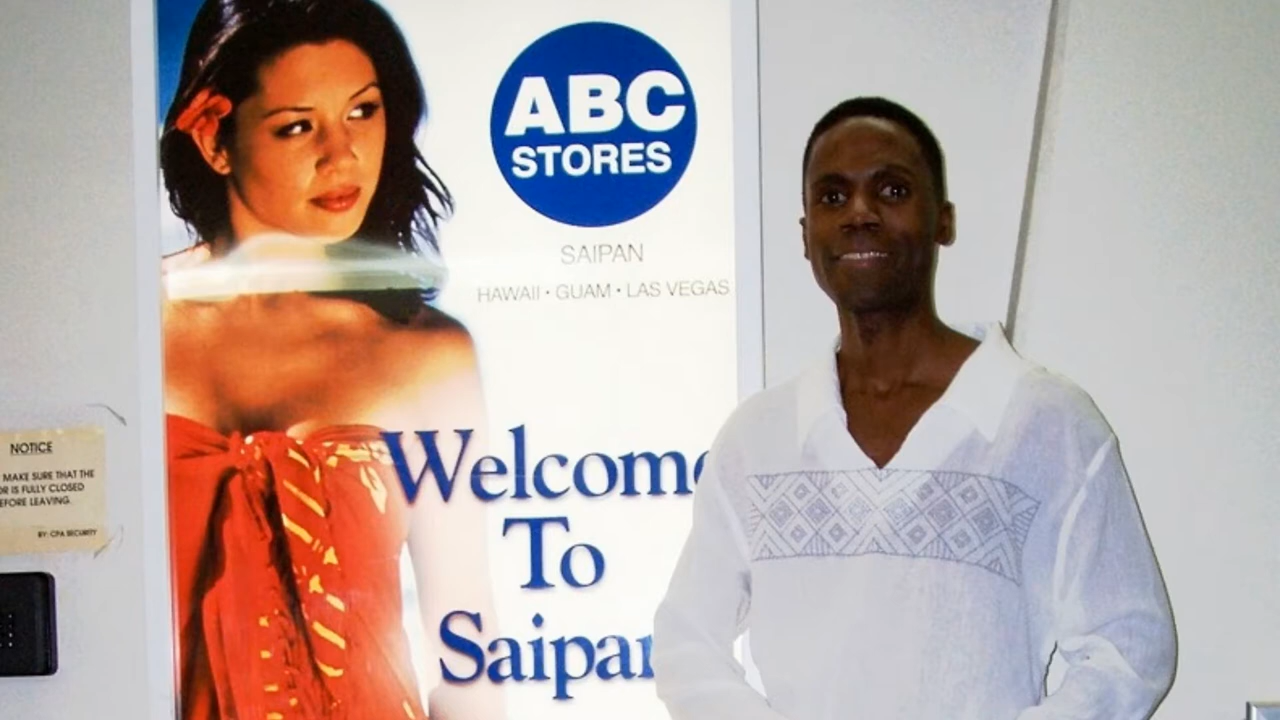 ABC
STORES
SAIPAN
HAWAII • GUAM • LAS VEGAS
Welcome
To
Saipan
NOTICE
MAKE SURE THAT THE
OR IS FULLY CLOSED
EFORE LEAVING.
BY: CPA SECURITY